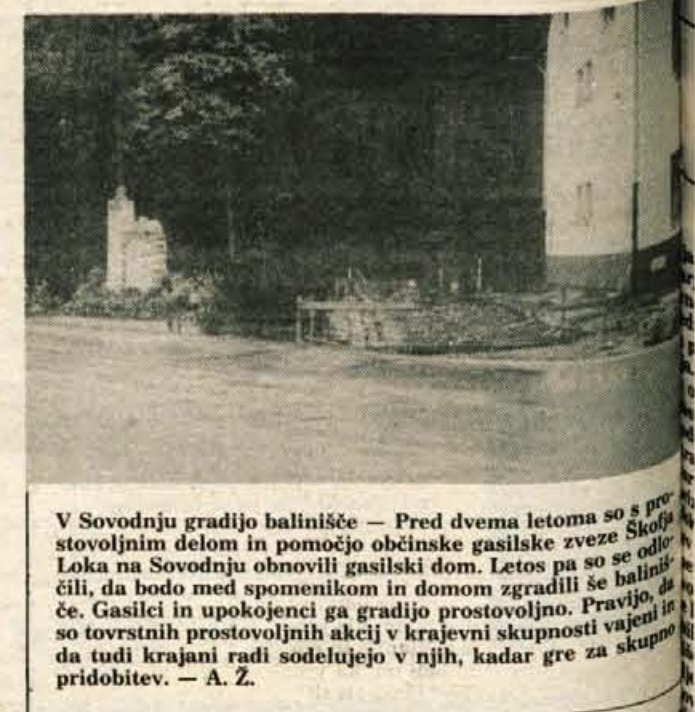 V Sovodnju gradijo balinišče — Pred dvema letoma so s pro-
stovoljnim delom in pomočjo občinske gasilske zveze Škofja
Loka na Sovodnju obnovili gasilski dom. Letos pa so se odlo-
čili, da bodo med spomenikom in domom zgradili še baliniš-
če. Gasilci in upokojenci ga gradijo prostovoljno. Pravijo, da
so tovrstnih prostovoljnih akcij v krajevni skupnosti vajeni in
da tudi krajani radi sodelujejo v njih, kadar gre za skupno
pridobitev. — A. Ž.